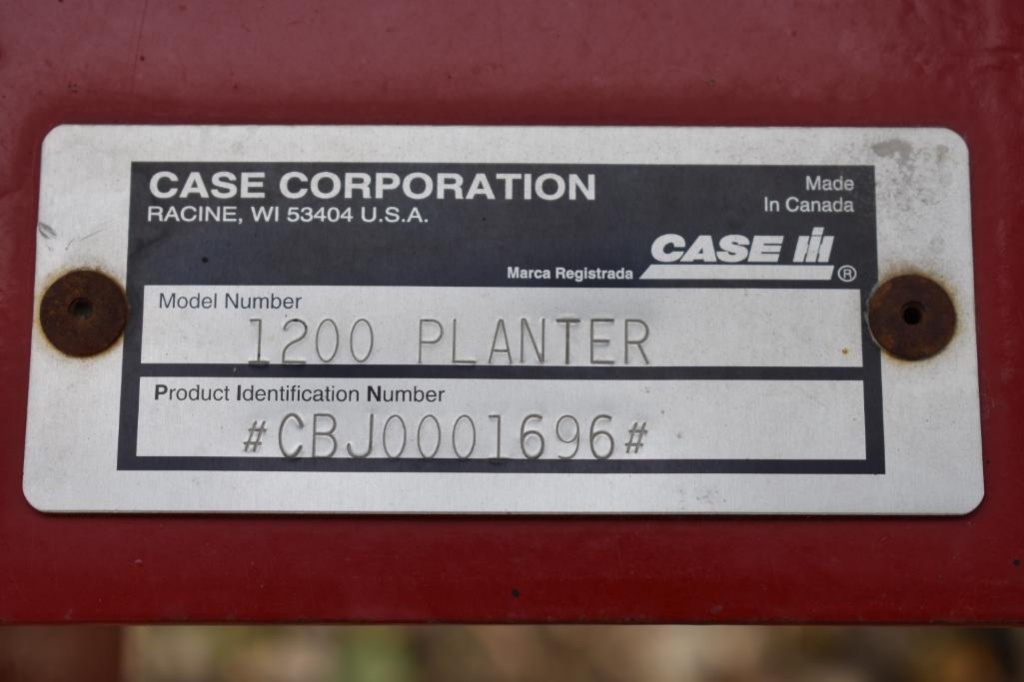 CASE CORPORATION
RACINE, WI 53404 U.S.A.
Made
In Canada
Marca Registrada CASE IH ®
Model Number
1200 PLANTER
Product Identification Number
#CBJ0001696#